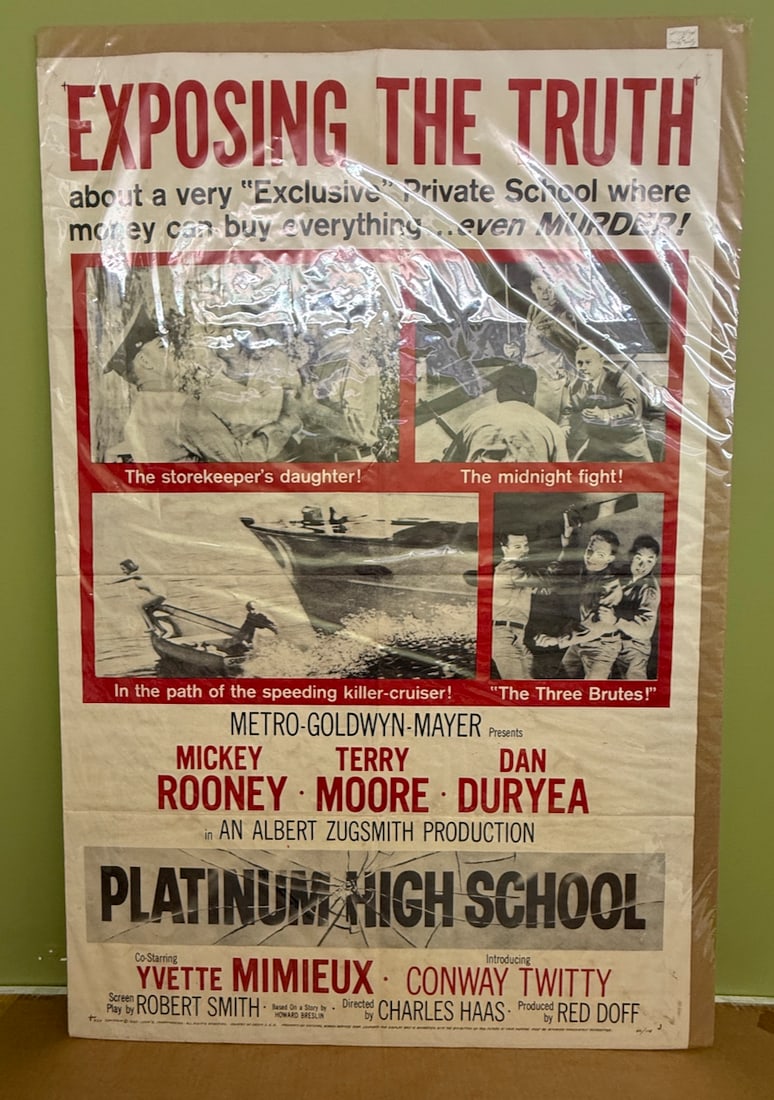 EXPOSING THE TRUTH
about a very "Exclusive" Private School where
money can buy everything...even MURDER!
The storekeeper's daughter!
The midnight fight!
In the path of the speeding killer-cruiser!
"The Three Brutes!"
METRO-GOLDWYN-MAYER Presents
MICKEY ROONEY · TERRY MOORE · DAN DURYEA
in AN ALBERT ZUGSMITH PRODUCTION
PLATINUM HIGH SCHOOL
Co-Starring YVETTE MIMIEUX · Introducing CONWAY TWITTY
Screen Play by ROBERT SMITH · Based On a Story by HOWARD BRESLIN · Directed by CHARLES HAAS · Produced by RED DOFF